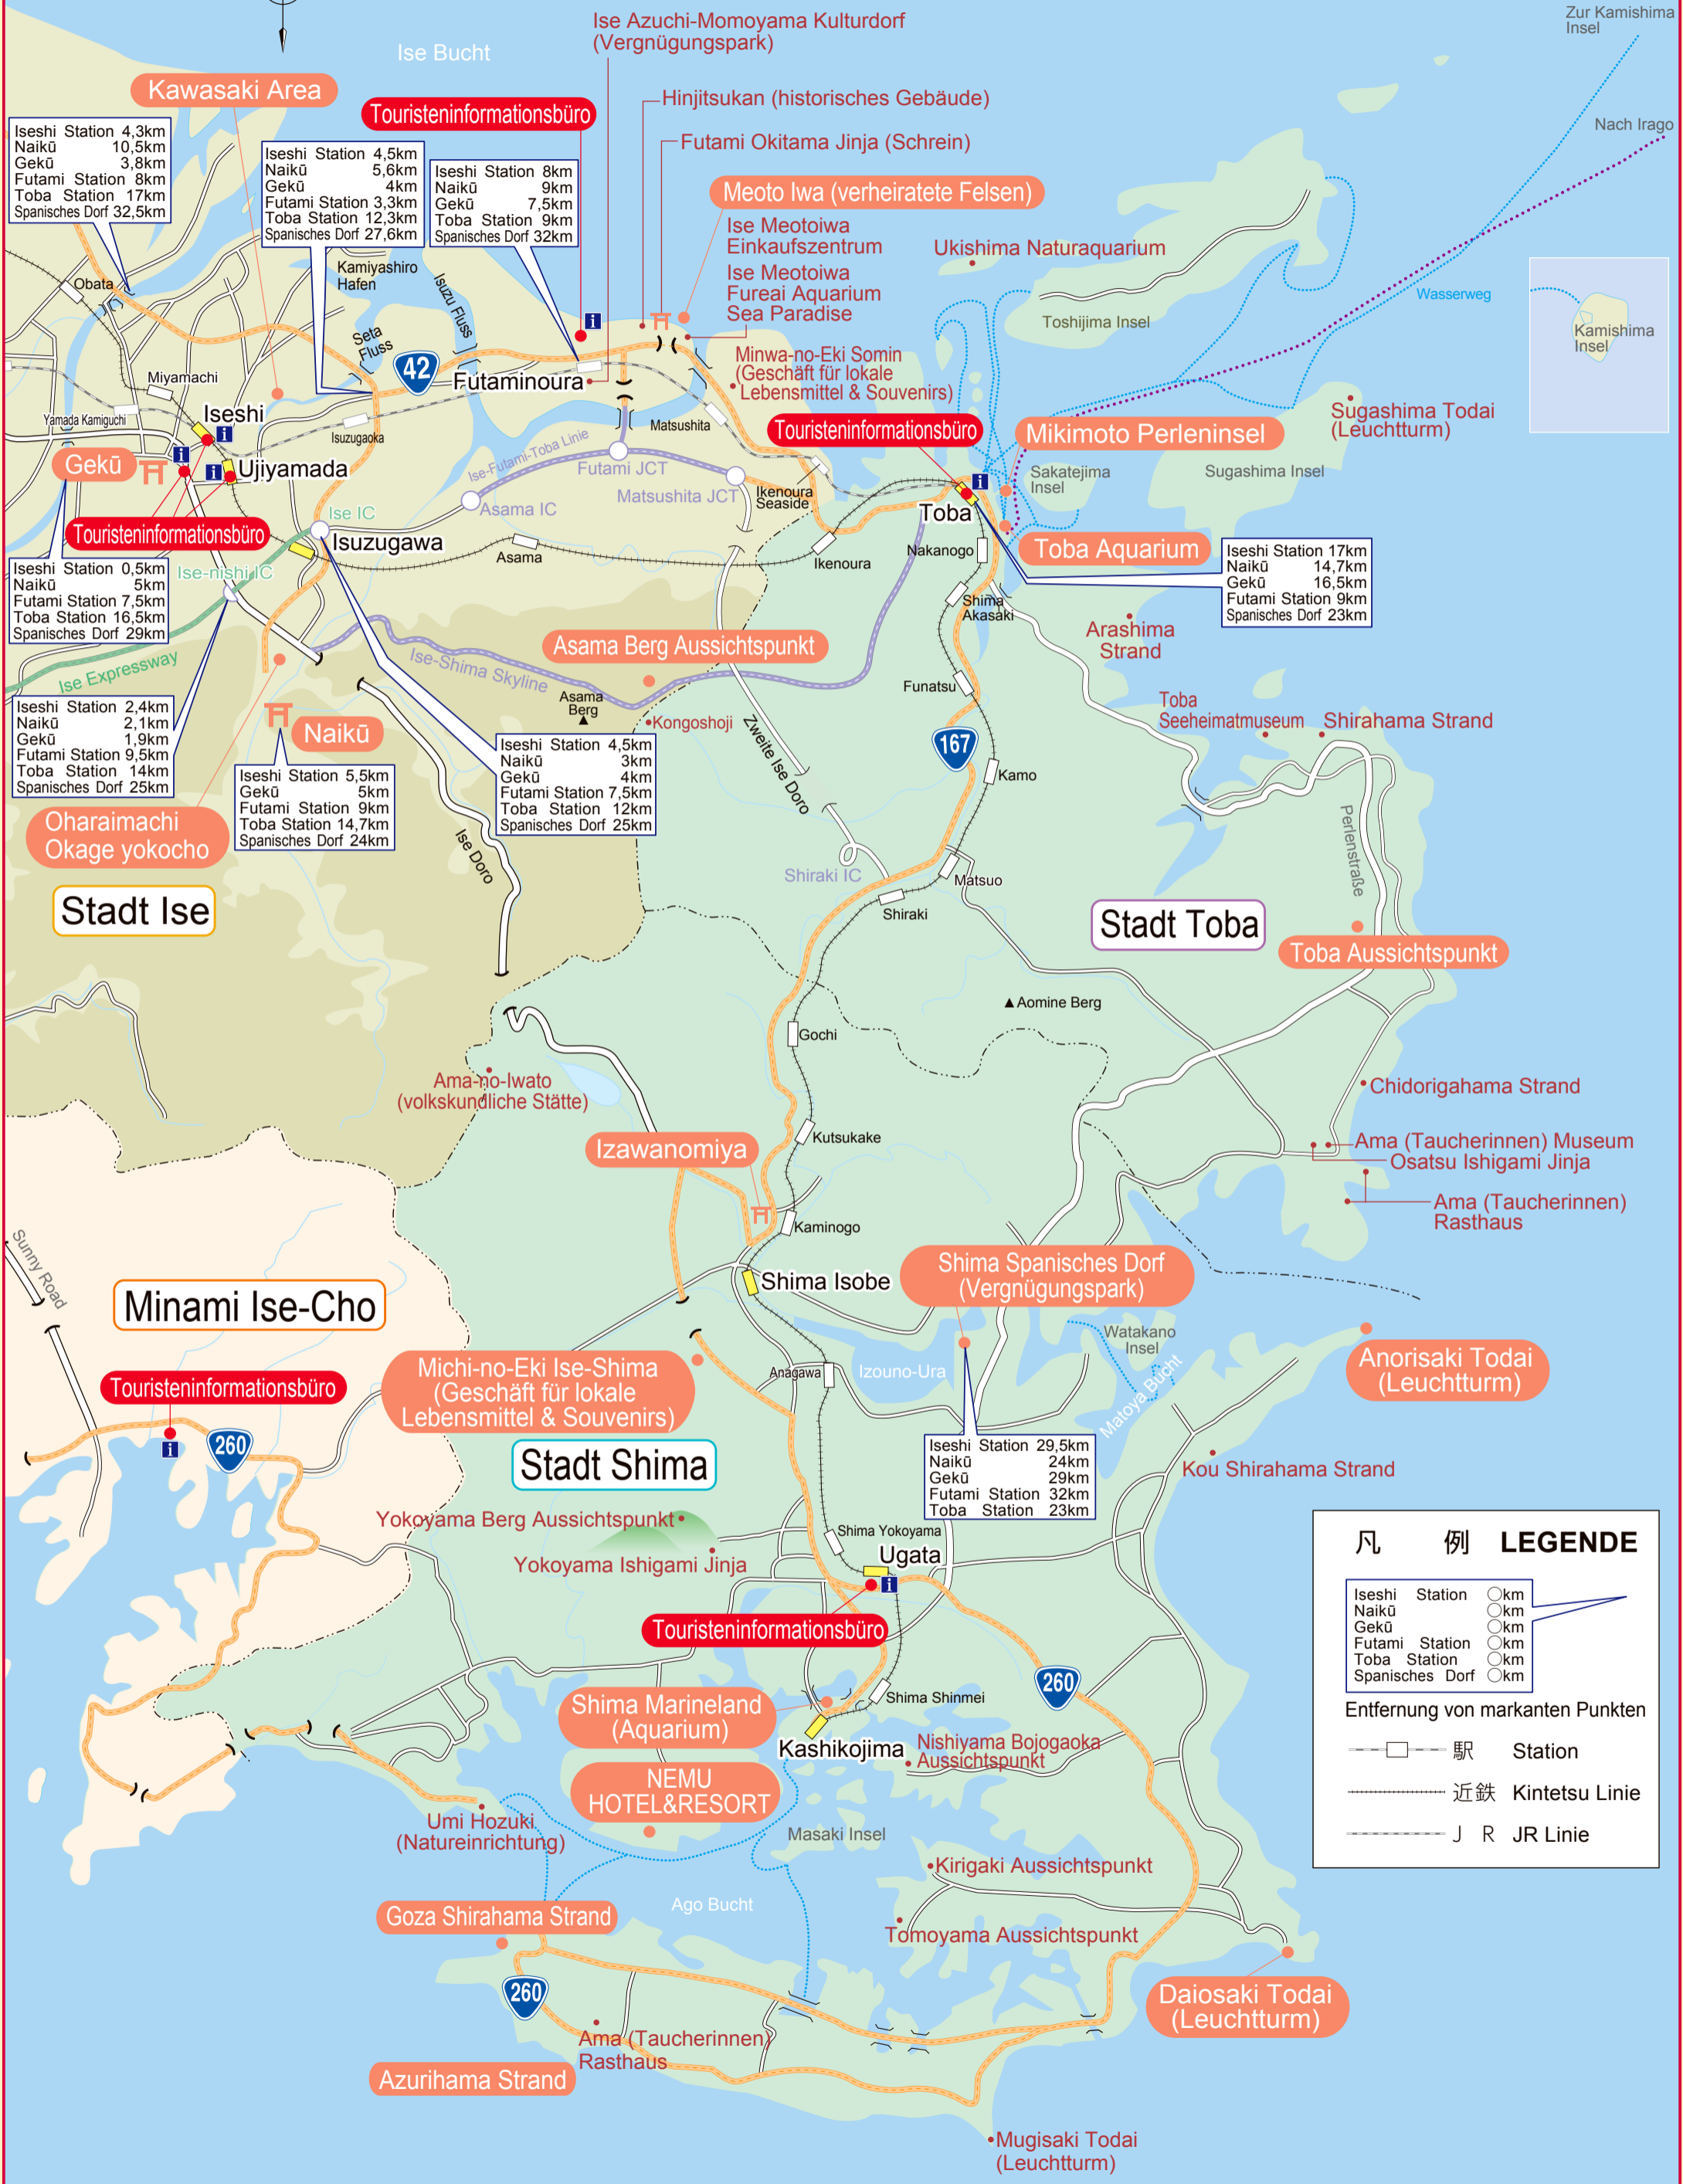 Zur Kamishima
Insel
Ise Azuchi-Momoyama Kulturdorf
(Vergnügungspark)
Ise Bucht
Kawasaki Area
Touristeninformationsbüro
Hinjitsukan (historisches Gebäude)
Nach Irago
Iseshi Station 4,3km
Naikū 10,5km
Gekū 3,8km
Futami Station 8km
Toba Station 17km
Spanisches Dorf 32,5km
Iseshi Station 4,5km
Naikū 5,6km
Gekū 4km
Futami Station 3,3km
Toba Station 12,3km
Spanisches Dorf 27,6km
Iseshi Station 8km
Naikū 9km
Gekū 7,5km
Toba Station 9km
Spanisches Dorf 32km
Futami Okitama Jinja (Schrein)
Meoto Iwa (verheiratete Felsen)
Ise Meotoiwa
Einkaufszentrum
Ise Meotoiwa
Fureai Aquarium
Sea Paradise
Ukishima Naturaquarium
Kamiyashiro
Hafen
Isuzu Fluss
Obata
Seta
Fluss
Wasserweg
Toshijima Insel
Kamishima
Insel
42
Futaminoura
Minwa-no-Eki Somin
(Geschäft für lokale
Lebensmittel & Souvenirs)
Miyamachi
Yamada Kamiguchi
Iseshi
Isuzugaoka
Matsushita
Touristeninformationsbüro
Mikimoto Perleninsel
Sugashima Todai
(Leuchtturm)
Gekū
Ujiyamada
Ise-Futami-Toba Linie
Futami JCT
Matsushita JCT
Ikenoura
Seaside
Sakatejima
Insel
Sugashima Insel
Asama IC
Ise IC
Toba
Touristeninformationsbüro
Isuzugawa
Asama
Ikenoura
Nakanogo
Toba Aquarium
Iseshi Station 17km
Naikū 14,7km
Gekū 16,5km
Futami Station 9km
Spanisches Dorf 23km
Iseshi Station 0,5km
Naikū 5km
Futami Station 7,5km
Toba Station 16,5km
Spanisches Dorf 29km
Ise-nishi IC
Shima
Akasaki
Arashima
Strand
Ise Expressway
Ise-Shima Skyline
Asama Berg Aussichtspunkt
Asama
Berg
Kongoshoji
Funatsu
Toba
Seeheimatmuseum
Shirahama Strand
Iseshi Station 2,4km
Naikū 2,1km
Gekū 1,9km
Futami Station 9,5km
Toba Station 14km
Spanisches Dorf 25km
Naikū
Iseshi Station 5,5km
Gekū 5km
Futami Station 9km
Toba Station 14,7km
Spanisches Dorf 24km
Iseshi Station 4,5km
Naikū 3km
Gekū 4km
Futami Station 7,5km
Toba Station 12km
Spanisches Dorf 25km
Zweite Ise Doro
167
Kamo
Oharaimachi
Okage yokocho
Ise Doro
Perlenstraße
Shiraki IC
Matsuo
Shiraki
Stadt Ise
Stadt Toba
Toba Aussichtspunkt
Aomine Berg
Gochi
Ama-no-Iwato
(volkskundliche Stätte)
Chidorigahama Strand
Izawanomiya
Kutsukake
Ama (Taucherinnen) Museum
Osatsu Ishigami Jinja
Ama (Taucherinnen)
Rasthaus
Kaminogo
Sunny Road
Shima Isobe
Shima Spanisches Dorf
(Vergnügungspark)
Minami Ise-Cho
Watakano
Insel
Matoya Bucht
Anorisaki Todai
(Leuchtturm)
Touristeninformationsbüro
Michi-no-Eki Ise-Shima
(Geschäft für lokale
Lebensmittel & Souvenirs)
Anagawa
Izouno-Ura
260
Stadt Shima
Iseshi Station 29,5km
Naikū 24km
Gekū 29km
Futami Station 32km
Toba Station 23km
Kou Shirahama Strand
Yokoyama Berg Aussichtspunkt
Yokoyama Ishigami Jinja
Shima Yokoyama
Ugata
Touristeninformationsbüro
凡 例 LEGENDE
Iseshi Station ○km
Naikū ○km
Gekū ○km
Futami Station ○km
Toba Station ○km
Spanisches Dorf ○km
Entfernung von markanten Punkten
駅 Station
近鉄 Kintetsu Linie
J R JR Linie
260
Shima Marineland
(Aquarium)
Shima Shinmei
Kashikojima
Nishiyama Bojogaoka
Aussichtspunkt
NEMU
HOTEL&RESORT
Umi Hozuki
(Natureinrichtung)
Masaki Insel
Kirigaki Aussichtspunkt
Ago Bucht
Goza Shirahama Strand
Tomoyama Aussichtspunkt
260
Daiosaki Todai
(Leuchtturm)
Ama (Taucherinnen)
Rasthaus
Azurihama Strand
Mugisaki Todai
(Leuchtturm)